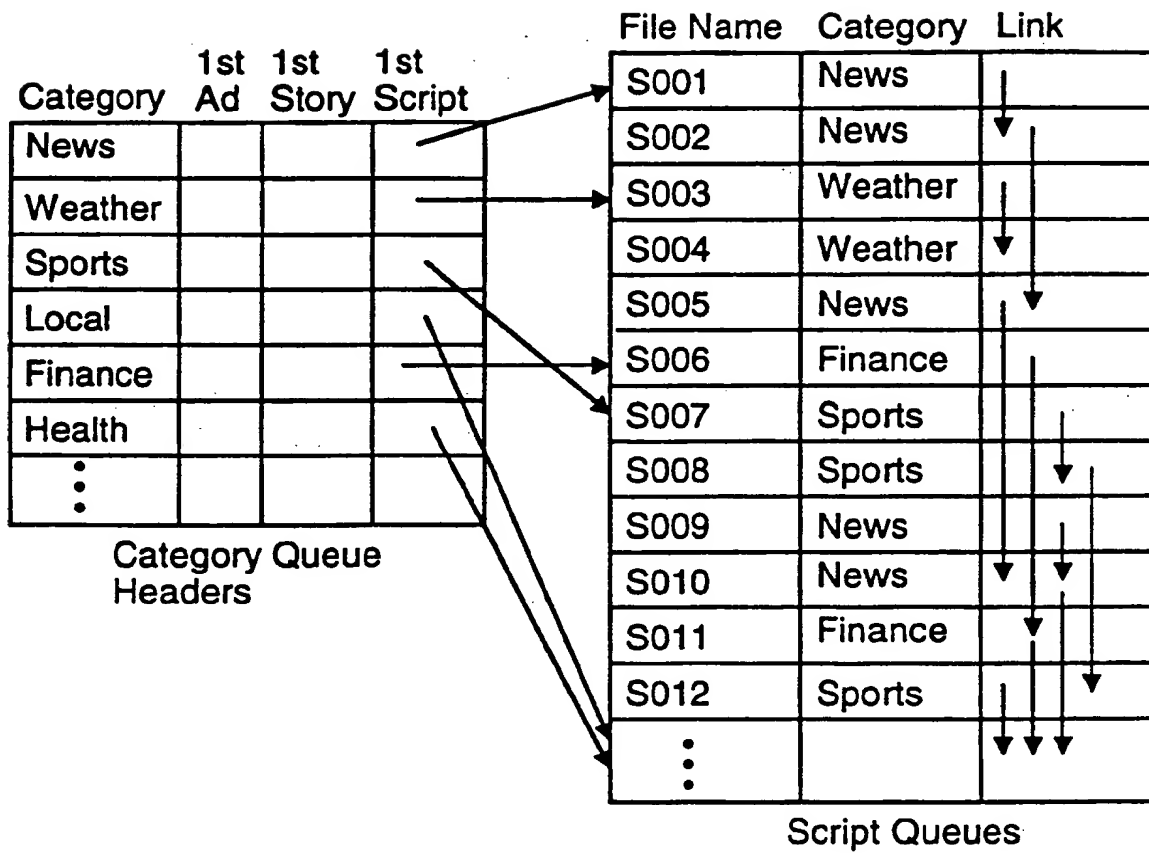 Category 1st Ad 1st Story 1st Script
News
Weather
Sports
Local
Finance
Health
Category Queue
Headers
File Name Category Link
S001 News
S002 News
S003 Weather
S004 Weather
S005 News
S006 Finance
S007 Sports
S008 Sports
S009 News
S010 News
S011 Finance
S012 Sports
Script Queues